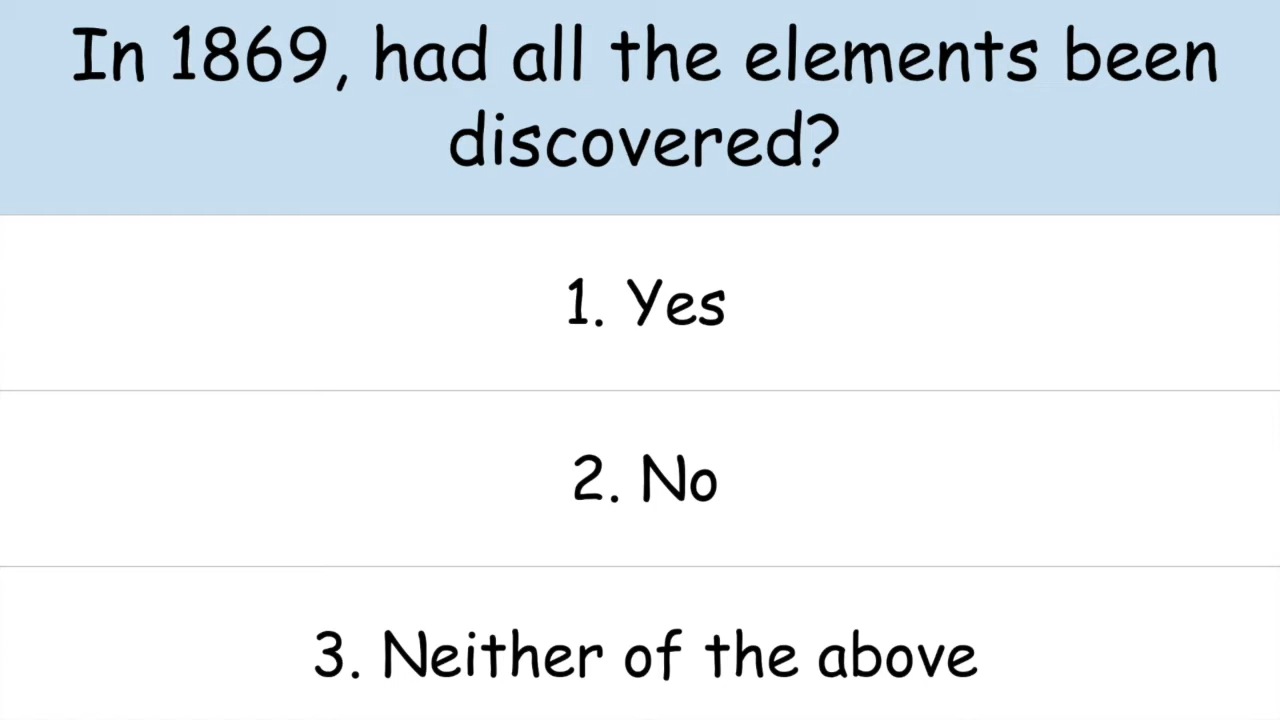 In 1869, had all the elements been
discovered?
1. Yes
2. No
3. Neither of the above